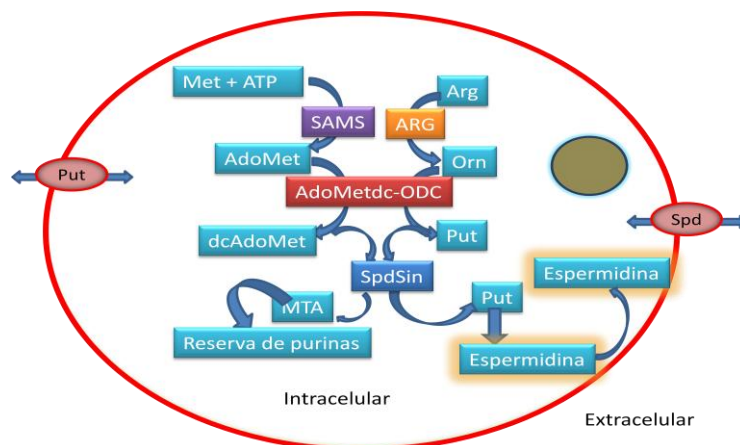 Met + ATP
Arg
SAMS
ARG
AdoMet
Orn
Put
AdoMetdc-ODC
Spd
dcAdoMet
Put
SpdSin
Espermidina
MTA
Put
Reserva de purinas
Espermidina
Intracelular
Extracelular